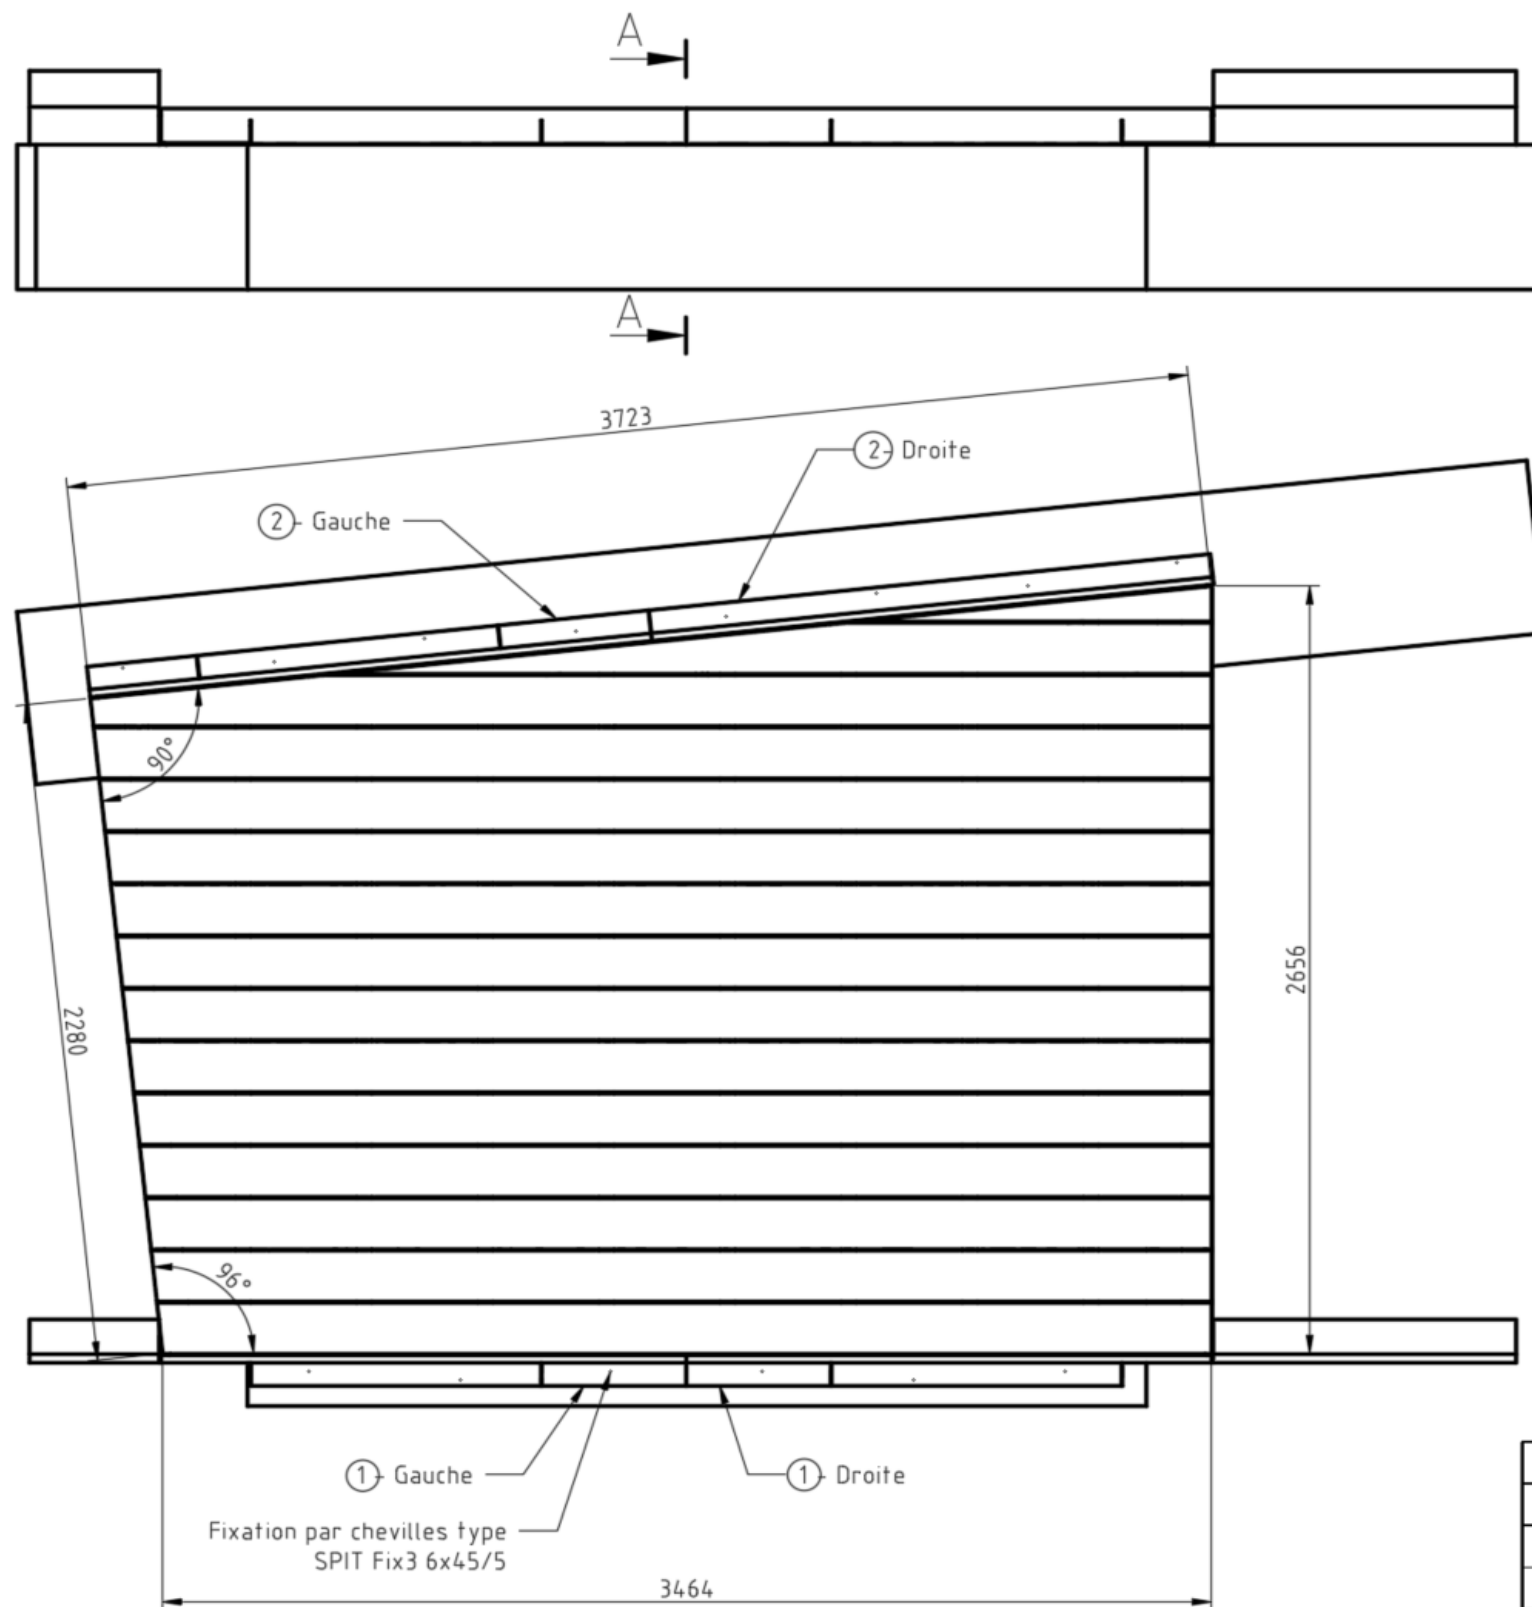 A
A
3723
2- Droite
2- Gauche
90°
2280
2656
96°
1- Gauche
1- Droite
Fixation par chevilles type
SPIT Fix3 6x45/5
3464